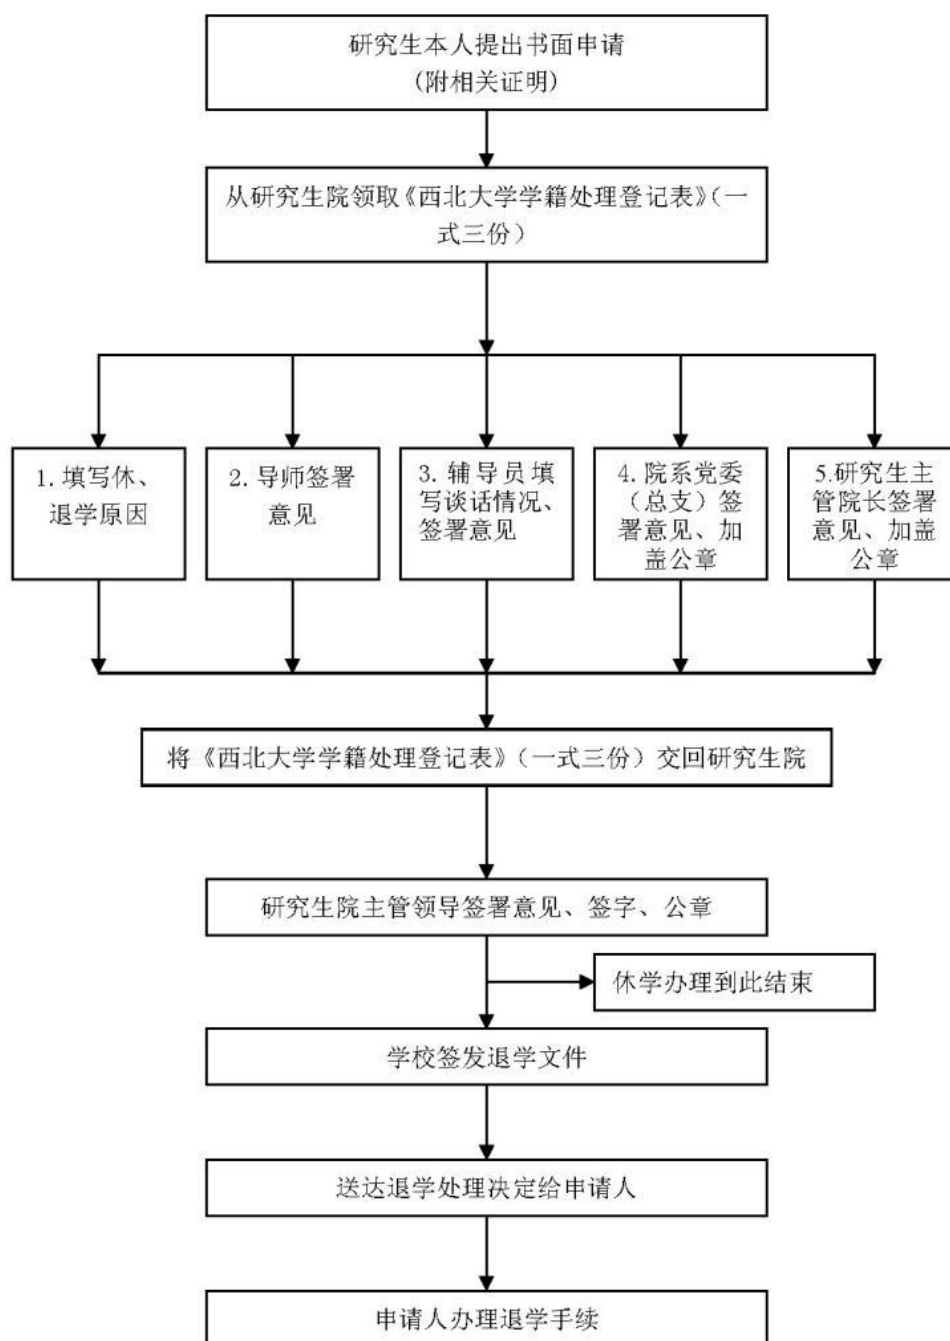 研究生本人提出书面申请
(附相关证明)
从研究生院领取《西北大学学籍处理登记表》（一
式三份）
1. 填写休、
退学原因
2. 导师签署
意见
3. 辅导员填
写谈话情况、
签署意见
4. 院系党委
（总支）签
署意见、加
盖公章
5.研究生主
管院长签署
意见、加盖
公章
将《西北大学学籍处理登记表》（一式三份）交回研究生院
研究生院主管领导签署意见、签字、公章
休学办理到此结束
学校签发退学文件
送达退学处理决定给申请人
申请人办理退学手续